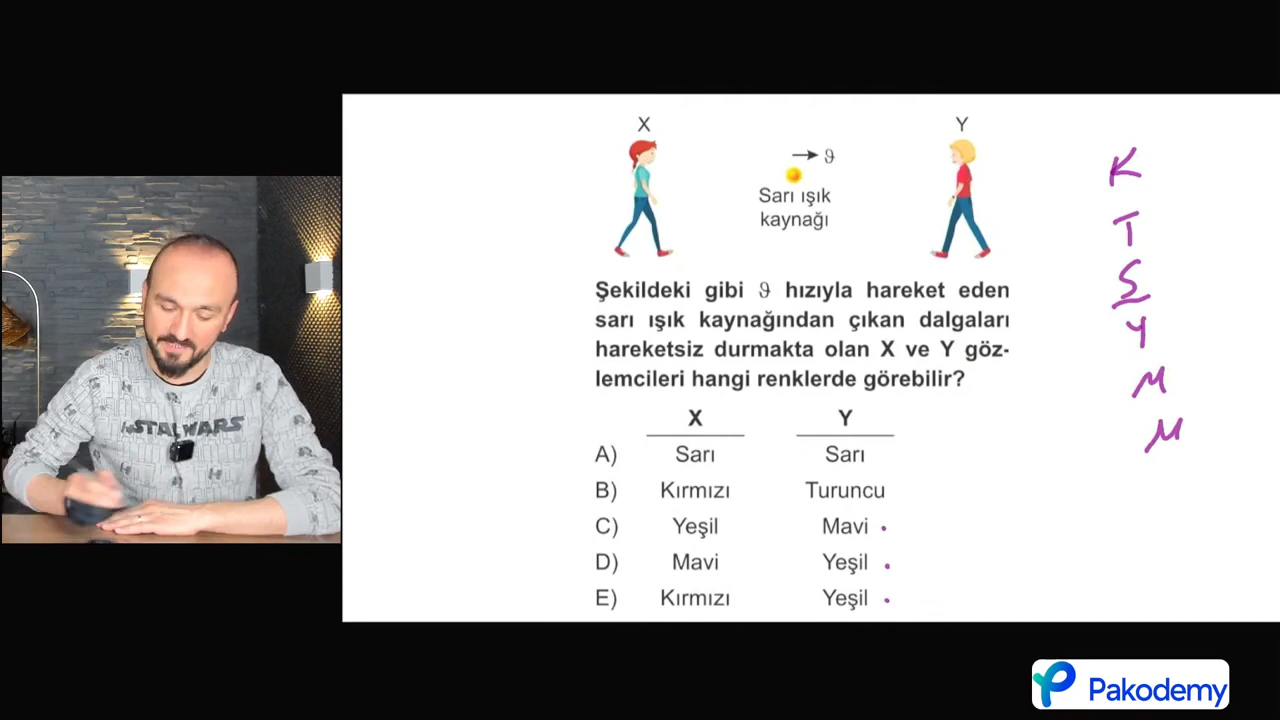 X
Y
→ ϑ
Sarı ışık
kaynağı
Şekildeki gibi ϑ hızıyla hareket eden
sarı ışık kaynağından çıkan dalgaları
hareketsiz durmakta olan X ve Y göz-
lemcileri hangi renklerde görebilir?
X Y
A) Sarı Sarı
B) Kırmızı Turuncu
C) Yeşil Mavi
D) Mavi Yeşil
E) Kırmızı Yeşil
K
T
S
Y
M
M
STAR WARS
Pakodemy